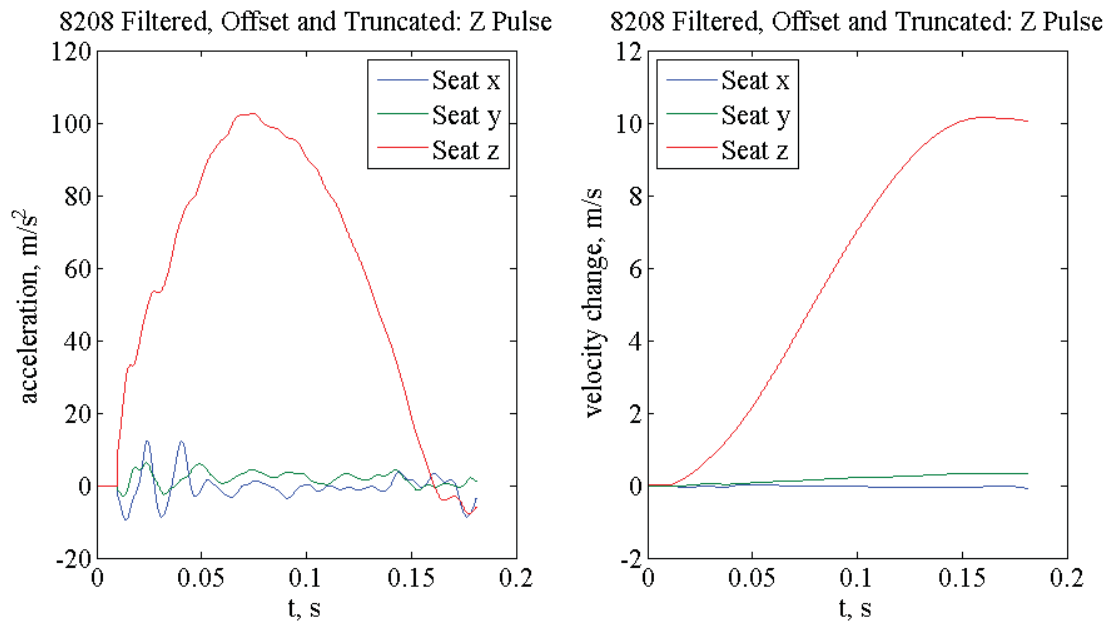 8208 Filtered, Offset and Truncated: Z Pulse
120
100
80
60
40
20
0
-20
acceleration, m/s²
Seat x
Seat y
Seat z
0
0.05
0.1
0.15
0.2
t, s
8208 Filtered, Offset and Truncated: Z Pulse
12
10
8
6
4
2
0
-2
velocity change, m/s
Seat x
Seat y
Seat z
0
0.05
0.1
0.15
0.2
t, s